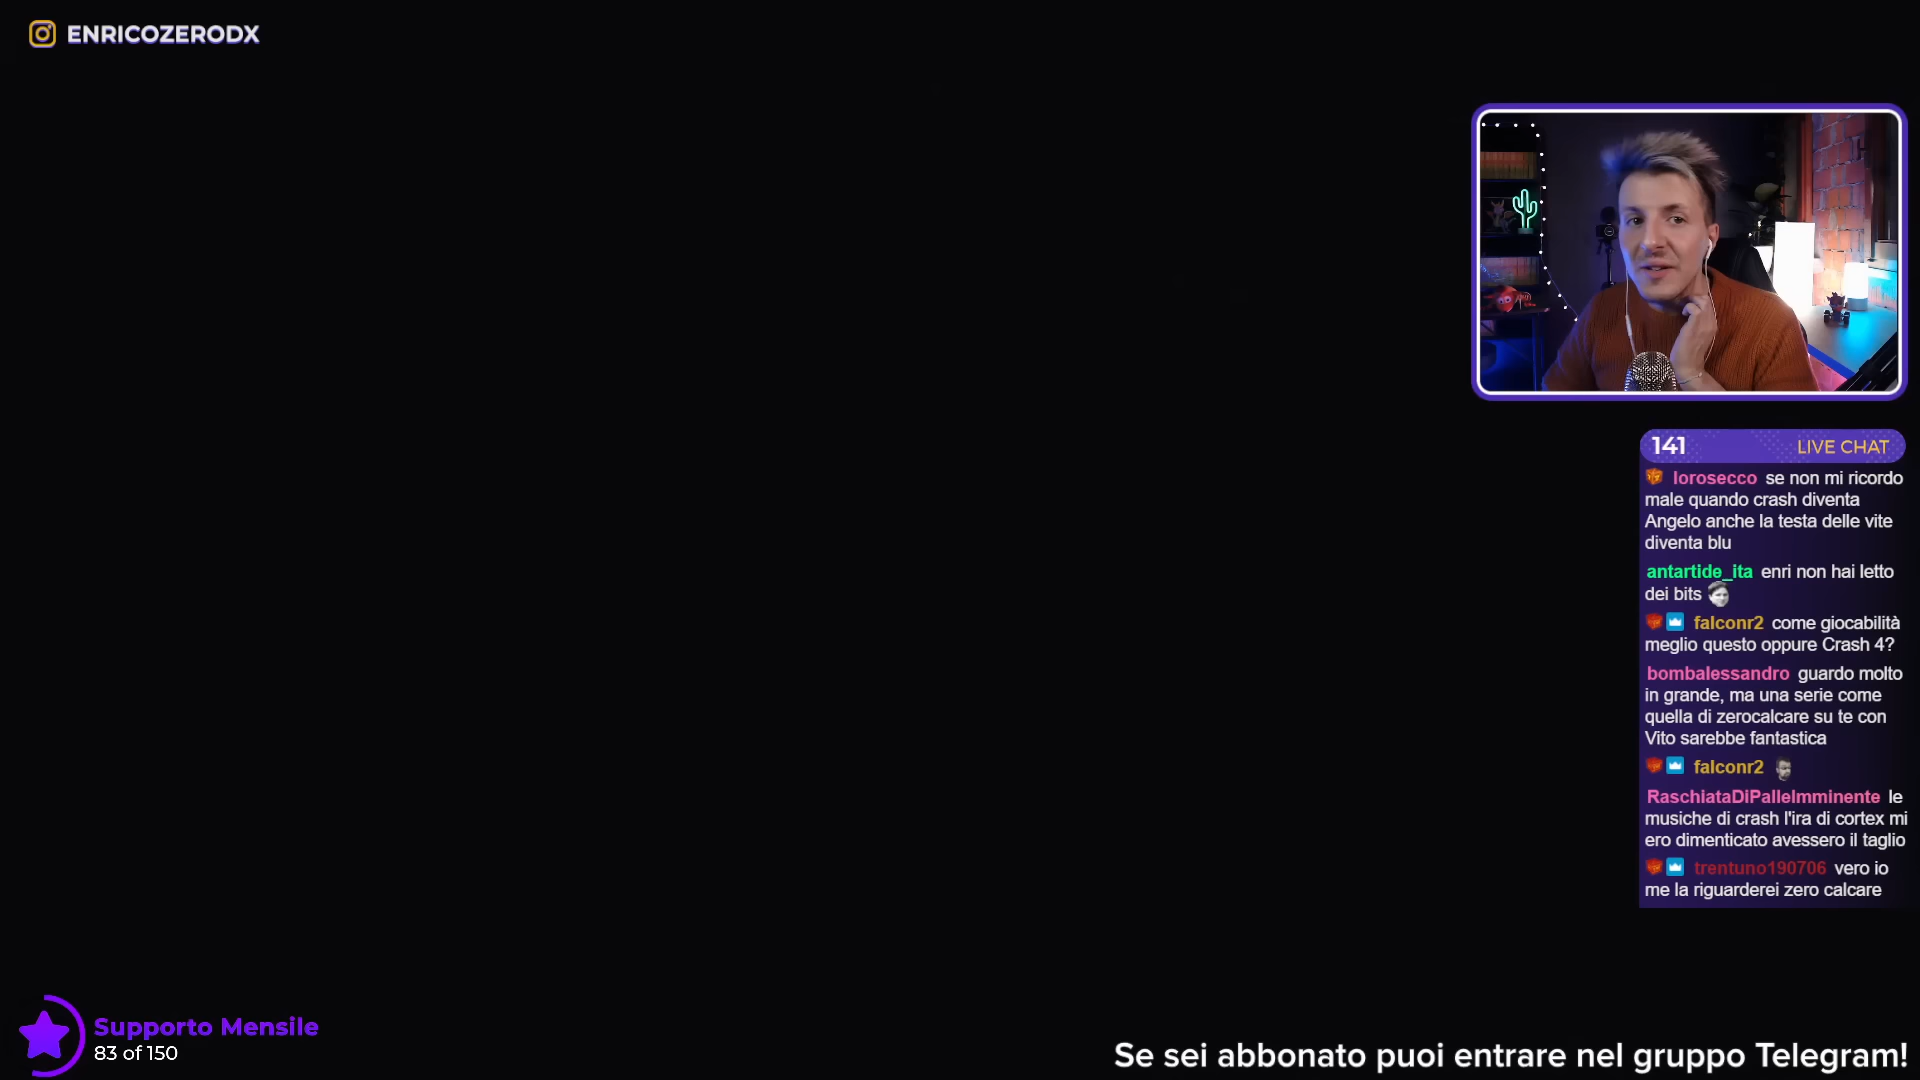 ENRICOZERODX
141 LIVE CHAT
lorosecco se non mi ricordo
male quando crash diventa
Angelo anche la testa delle vite
diventa blu
antartide_ita enri non hai letto
dei bits
falconr2 come giocabilità
meglio questo oppure Crash 4?
bombalessandro guardo molto
in grande, ma una serie come
quella di zerocalcare su te con
Vito sarebbe fantastica
falconr2
RaschiataDiPalleImminente le
musiche di crash l'ira di cortex mi
ero dimenticato avessero il taglio
trentuno190706 vero io
me la riguarderei zero calcare
Supporto Mensile
83 of 150
Se sei abbonato puoi entrare nel gruppo Telegram!